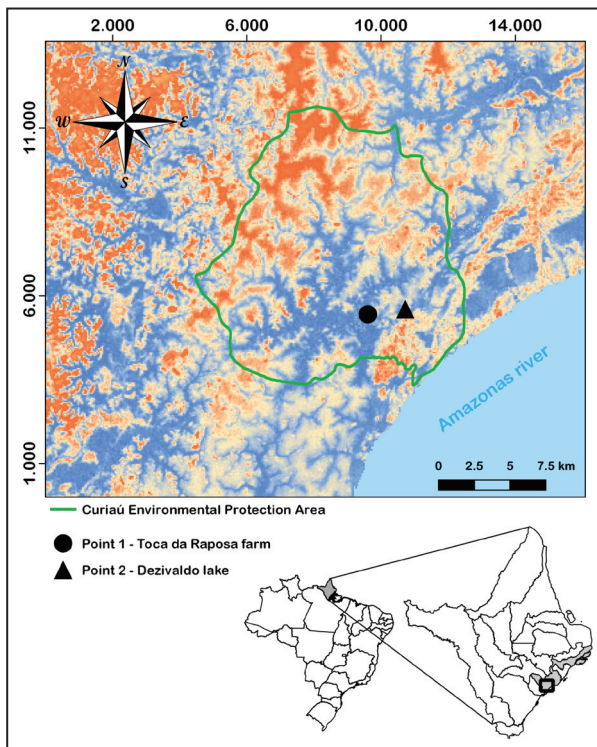 2.000 6.000 10.000 14.000
N
W E
S
11.000
6.000
1.000
Amazonas river
0 2.5 5 7.5 km
Curiaú Environmental Protection Area
Point 1 - Toca da Raposa farm
Point 2 - Dezivaldo lake